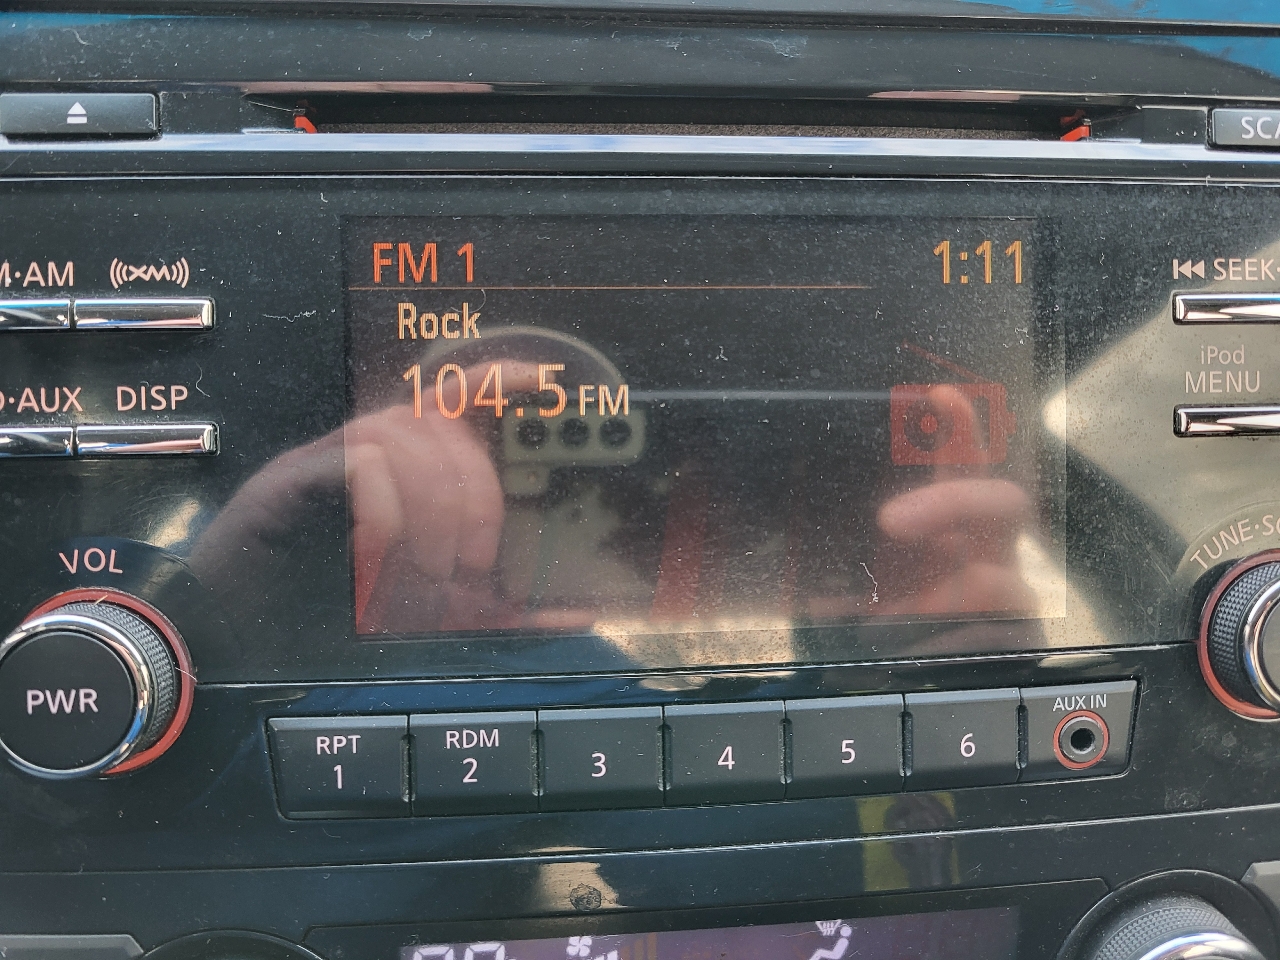 SCA
M·AM XM SEEK
FM 1 1:11
Rock
104.5 FM
iPod
MENU
·AUX DISP
VOL
TUNE·S
PWR
RPT
1
RDM
2
3
4
5
6
AUX IN